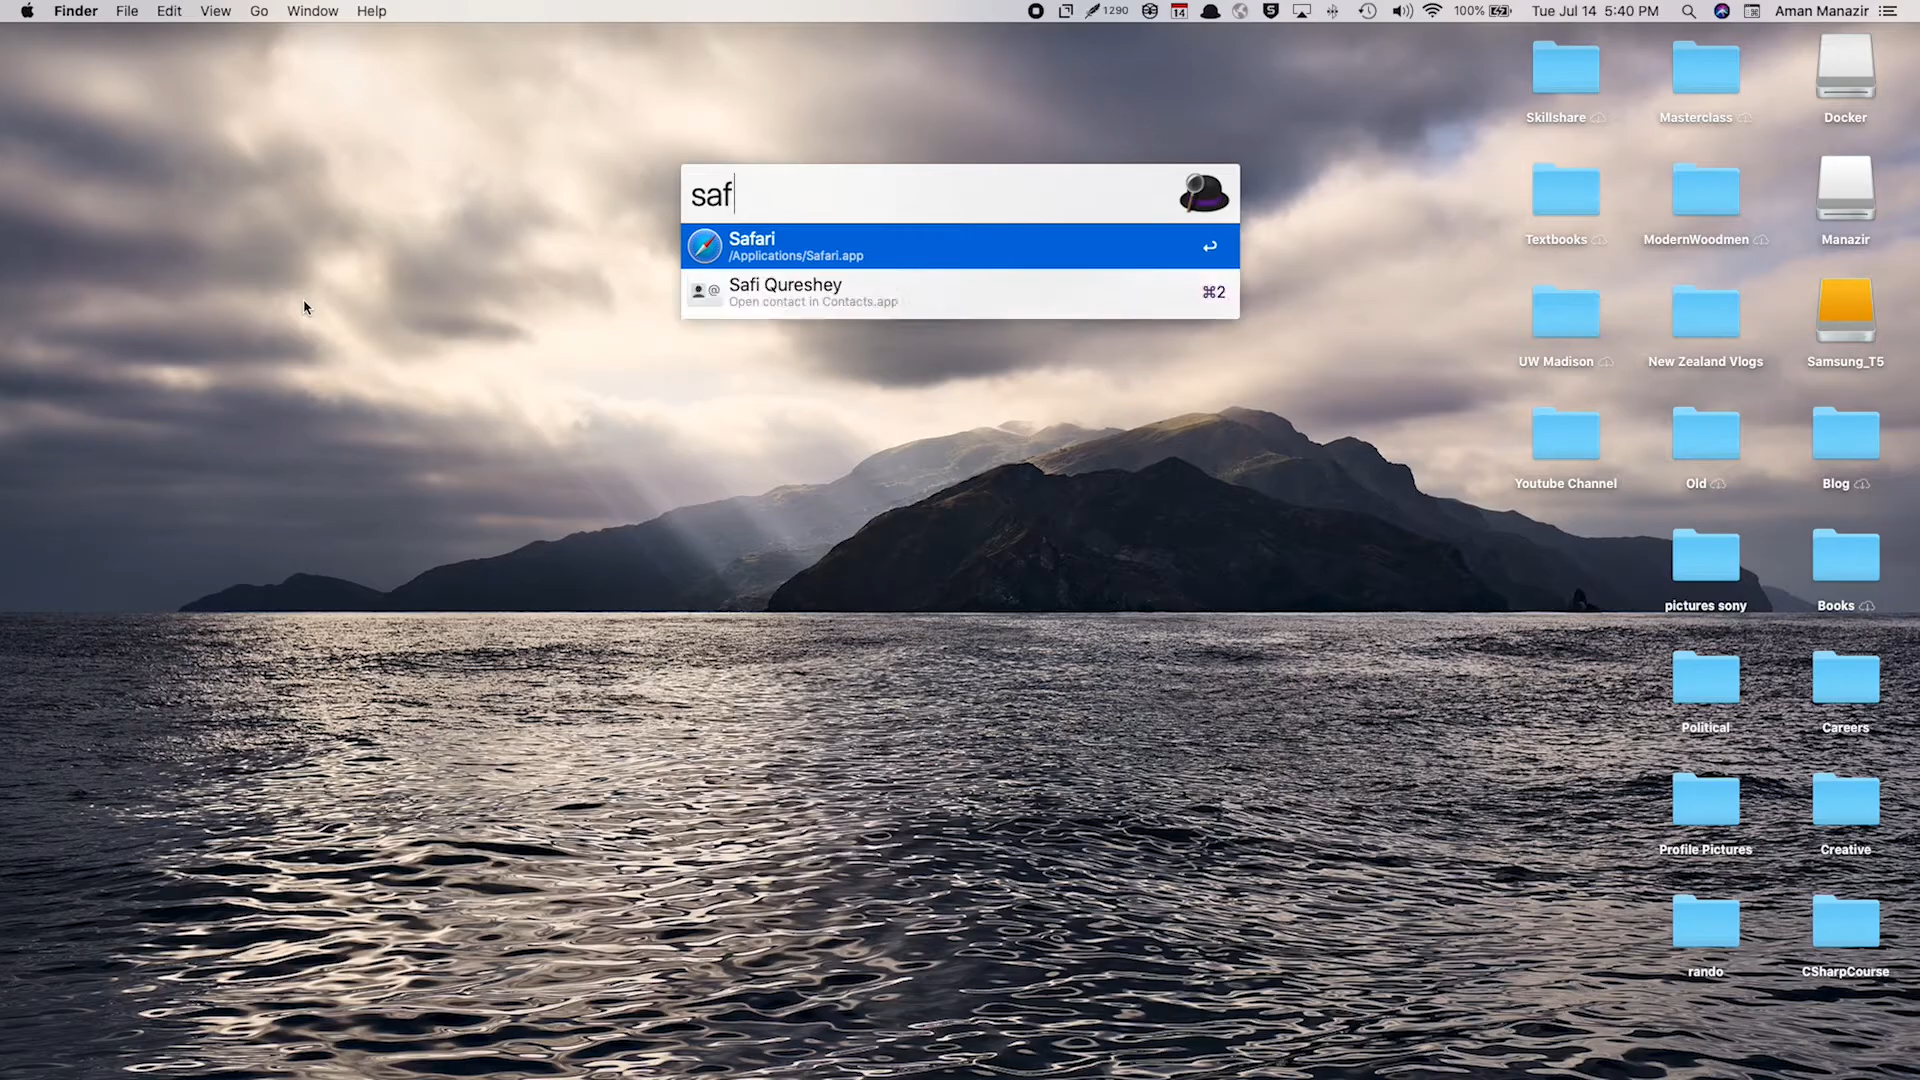 Finder File Edit View Go Window Help 1290 14 100% Tue Jul 14 5:40 PM Aman Manazir
saf
Safari
/Applications/Safari.app
Safi Qureshey
Open contact in Contacts.app
⌘2
Skillshare Masterclass Docker
Textbooks ModernWoodmen Manazir
UW Madison New Zealand Vlogs Samsung_T5
Youtube Channel Old Blog
pictures sony Books
Political Careers
Profile Pictures Creative
rando CSharpCourse